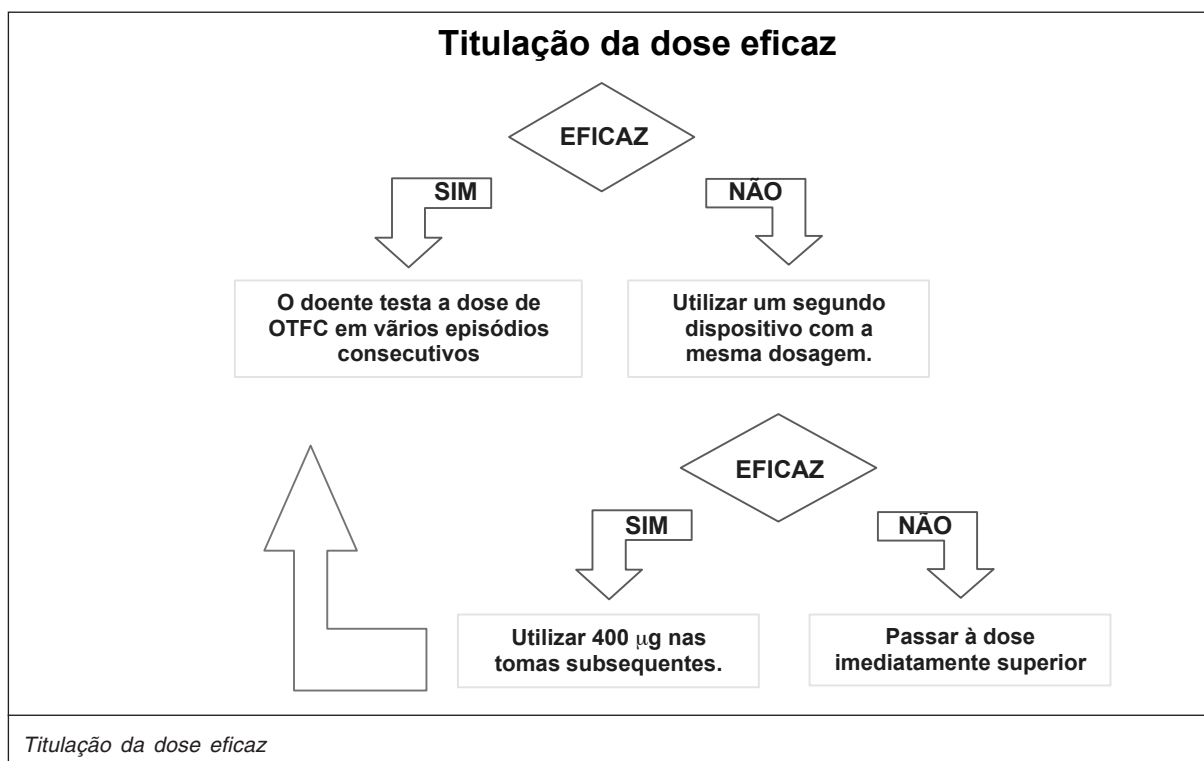 Titulação da dose eficaz
EFICAZ
SIM
NÃO
O doente testa a dose de
OTFC em vãrios episódios
consecutivos
Utilizar um segundo
dispositivo com a
mesma dosagem.
EFICAZ
SIM
NÃO
Utilizar 400 μg nas
tomas subsequentes.
Passar à dose
imediatamente superior
Titulação da dose eficaz